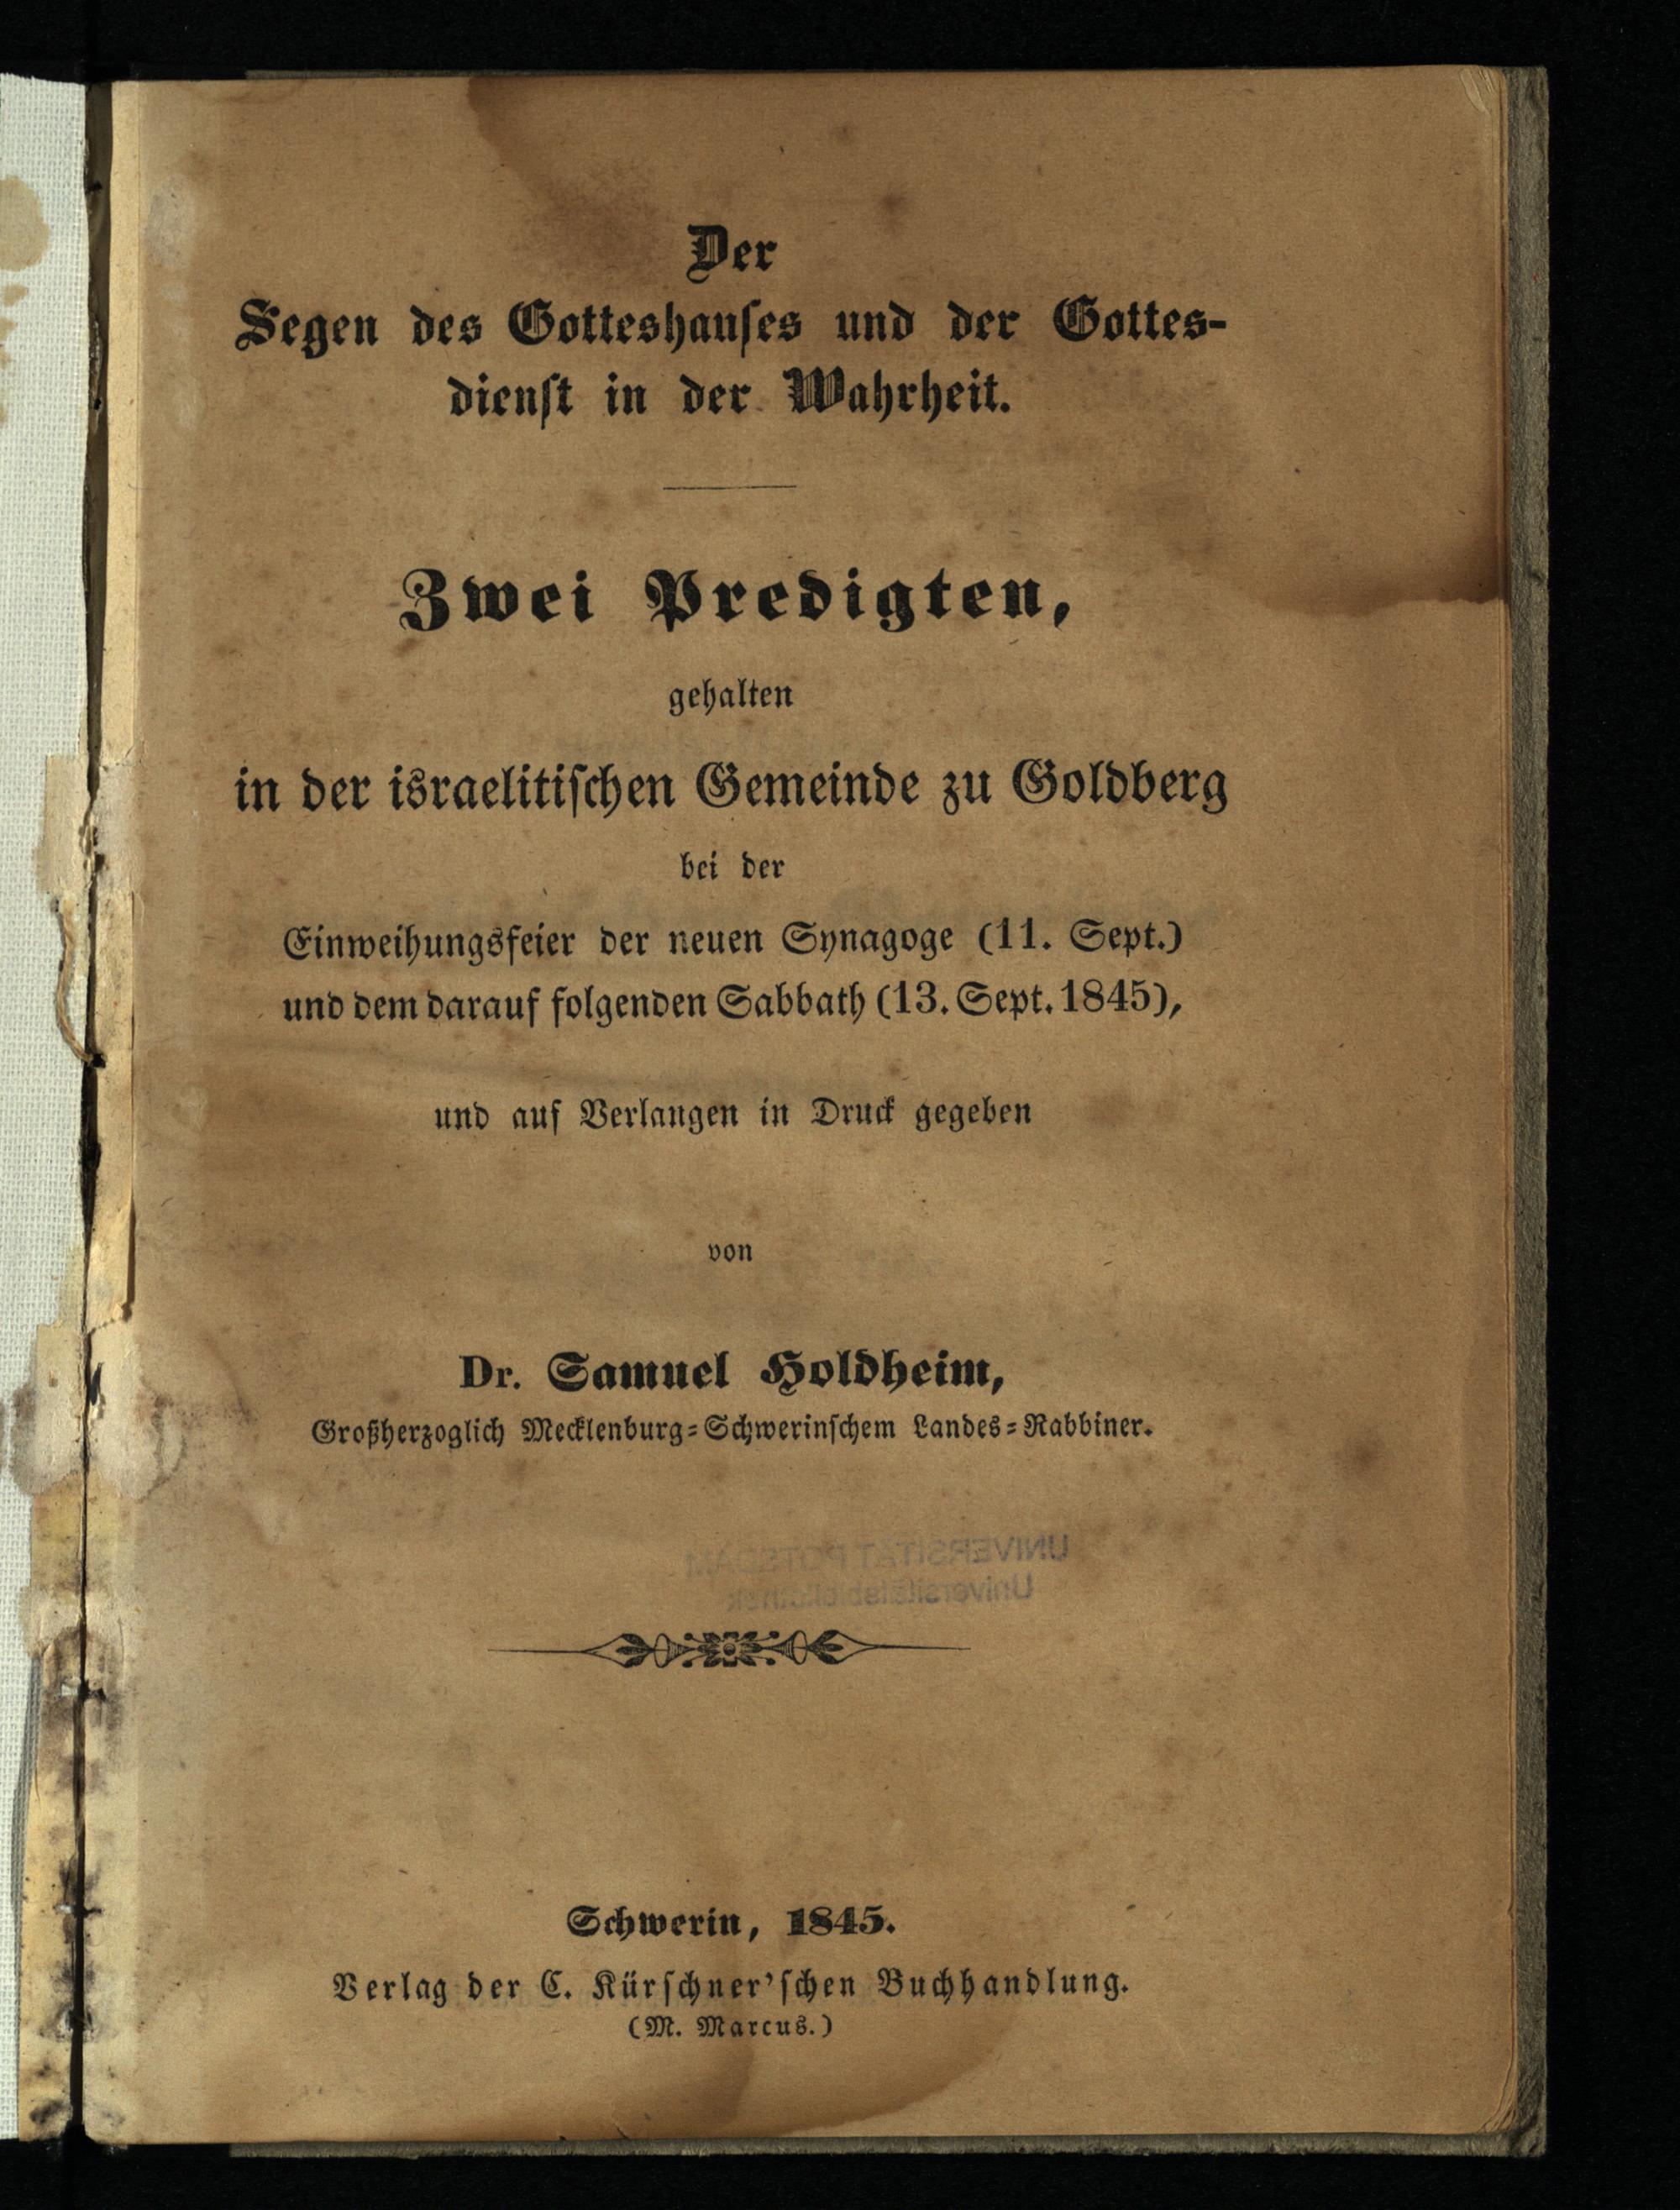 Der
Segen des Gotteshauses und der Gottes-
dienst in der Wahrheit.
Zwei Predigten,
gehalten
in der israelitischen Gemeinde zu Goldberg
bei der
Einweihungsfeier der neuen Synagoge (11. Sept.)
und dem darauf folgenden Sabbath (13. Sept. 1845),
und auf Verlangen in Druck gegeben
von
Dr. Samuel Holdheim,
Großherzoglich Mecklenburg-Schwerinschem Landes-Rabbiner.
UNIVERSITÄT POTSDAM
Universitätsbibliothek
Schwerin, 1845.
Verlag der C. Kürschner'schen Buchhandlung.
(M. Marcus.)